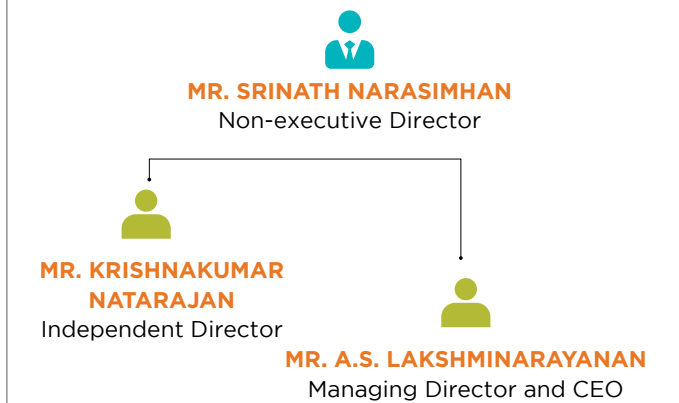 MR. SRINATH NARASIMHAN
Non-executive Director
MR. KRISHNAKUMAR
NATARAJAN
Independent Director
MR. A.S. LAKSHMINARAYANAN
Managing Director and CEO